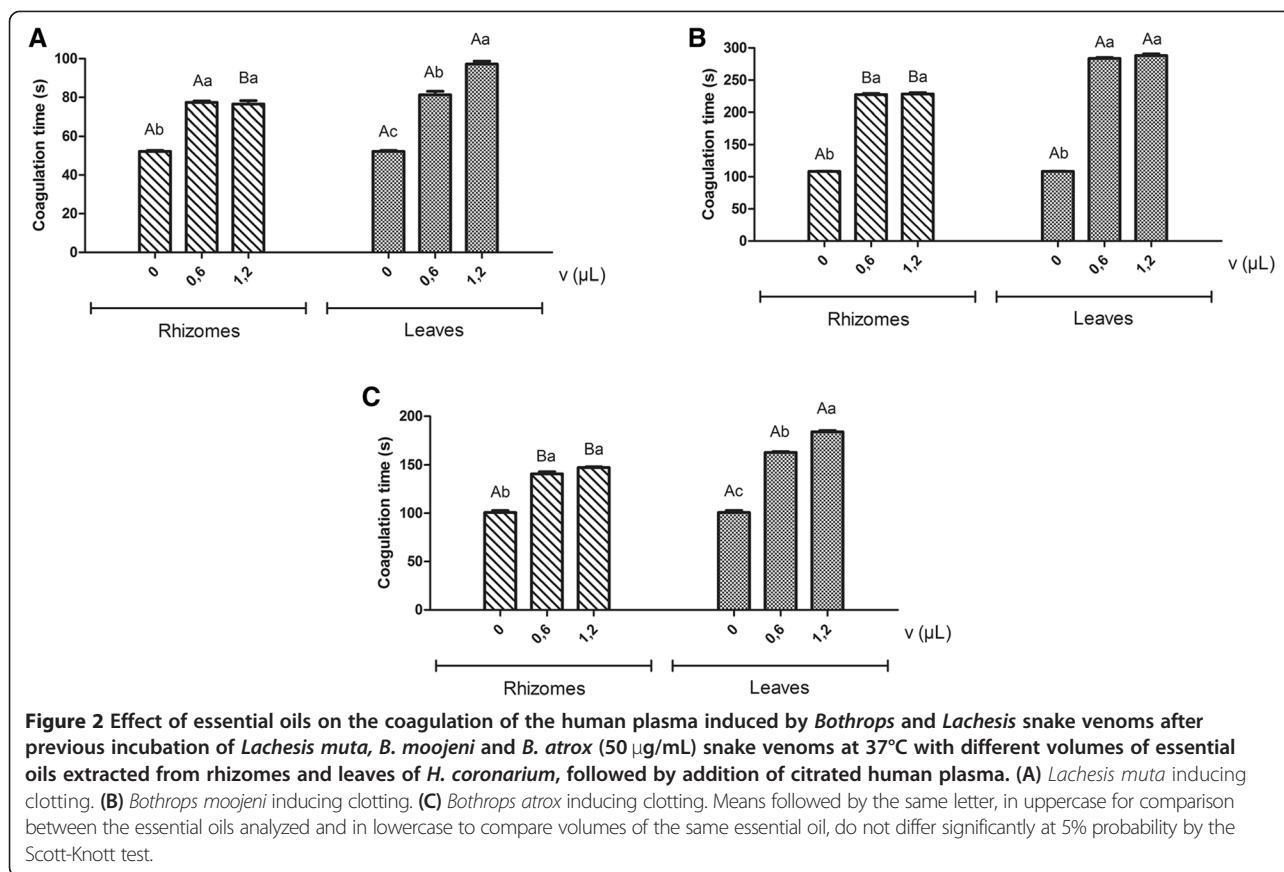 A
Coagulation time (s)
100
80
60
40
20
0
Ab
Aa
Ba
Ac
Ab
Aa
0
0,6
1,2
0
0,6
1,2
v (µL)
Rhizomes
Leaves
B
Coagulation time (s)
300
250
200
150
100
50
0
Ab
Ba
Ba
Ab
Aa
Aa
0
0,6
1,2
0
0,6
1,2
v (µL)
Rhizomes
Leaves
C
Coagulation time (s)
200
150
100
50
0
Ab
Ba
Ba
Ac
Ab
Aa
0
0,6
1,2
0
0,6
1,2
v (µL)
Rhizomes
Leaves
Figure 2 Effect of essential oils on the coagulation of the human plasma induced by Bothrops and Lachesis snake venoms after
previous incubation of Lachesis muta, B. moojeni and B. atrox (50 µg/mL) snake venoms at 37°C with different volumes of essential
oils extracted from rhizomes and leaves of H. coronarium, followed by addition of citrated human plasma. (A) Lachesis muta inducing
clotting. (B) Bothrops moojeni inducing clotting. (C) Bothrops atrox inducing clotting. Means followed by the same letter, in uppercase for comparison
between the essential oils analyzed and in lowercase to compare volumes of the same essential oil, do not differ significantly at 5% probability by the
Scott-Knott test.